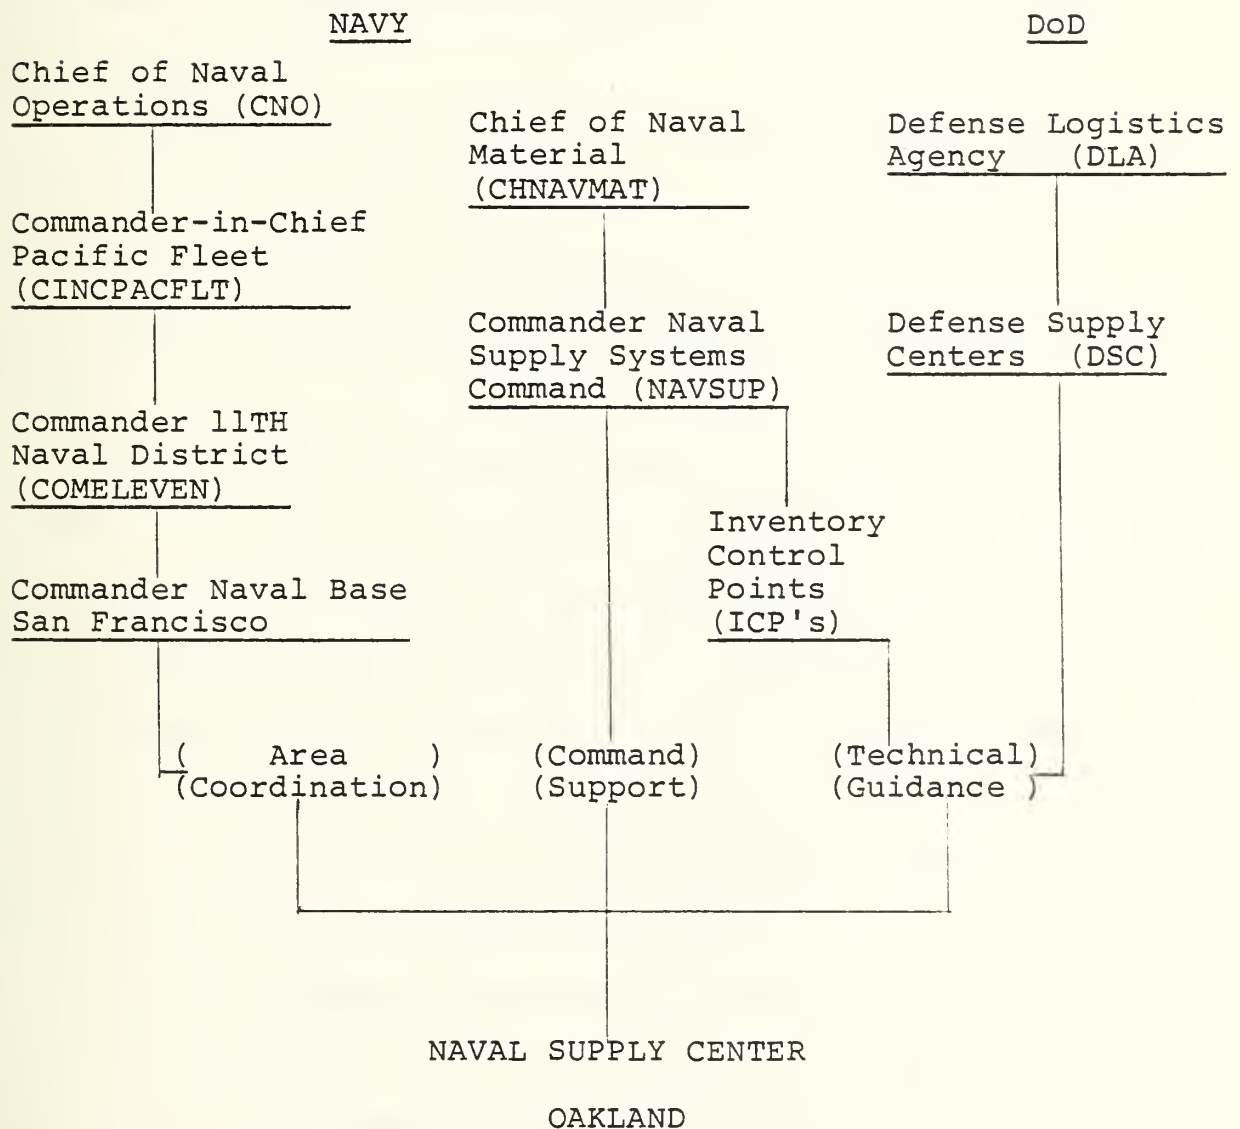 NAVY
DoD
Chief of Naval
Operations (CNO)
Chief of Naval
Material
(CHNAVMAT)
Defense Logistics
Agency (DLA)
Commander-in-Chief
Pacific Fleet
(CINCPACFLT)
Commander Naval
Supply Systems
Command (NAVSUP)
Defense Supply
Centers (DSC)
Commander 11TH
Naval District
(COMELEVEN)
Inventory
Control
Points
(ICP's)
Commander Naval Base
San Francisco
( Area )
(Coordination)
(Command)
(Support)
(Technical)
(Guidance )
NAVAL SUPPLY CENTER
OAKLAND